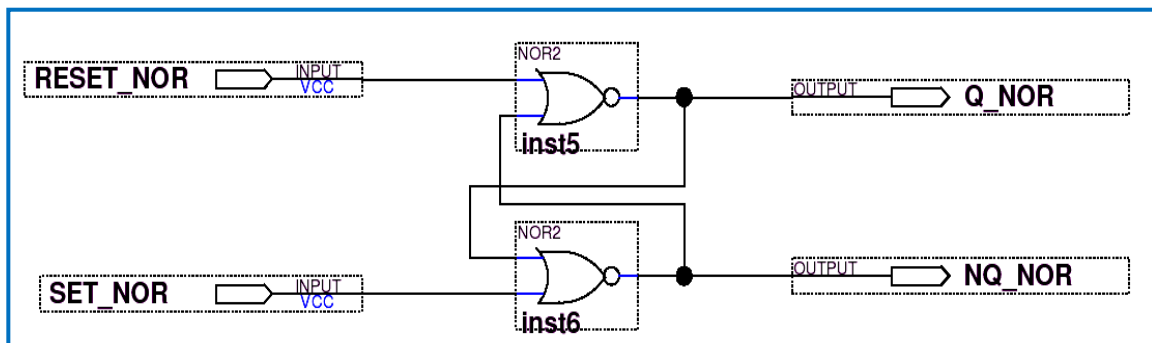 NOR2
RESET_NOR INPUT VCC
OUTPUT Q_NOR
inst5
NOR2
SET_NOR INPUT VCC
OUTPUT NQ_NOR
inst6